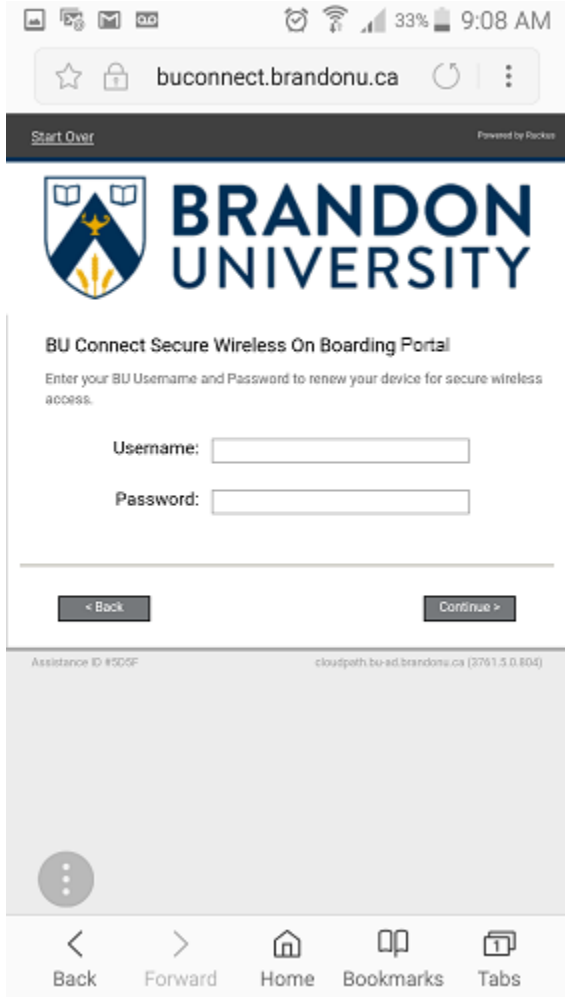 33% 9:08 AM
buconnect.brandonu.ca
Start Over
Powered by Ruckus
BRANDON
UNIVERSITY
BU Connect Secure Wireless On Boarding Portal
Enter your BU Username and Password to renew your device for secure wireless
access.
Username:
Password:
< Back
Continue >
Assistance ID #5D5F
cloudpath.bu-ad.brandonu.ca (3761.5.0.804)
1
Back
Forward
Home
Bookmarks
Tabs